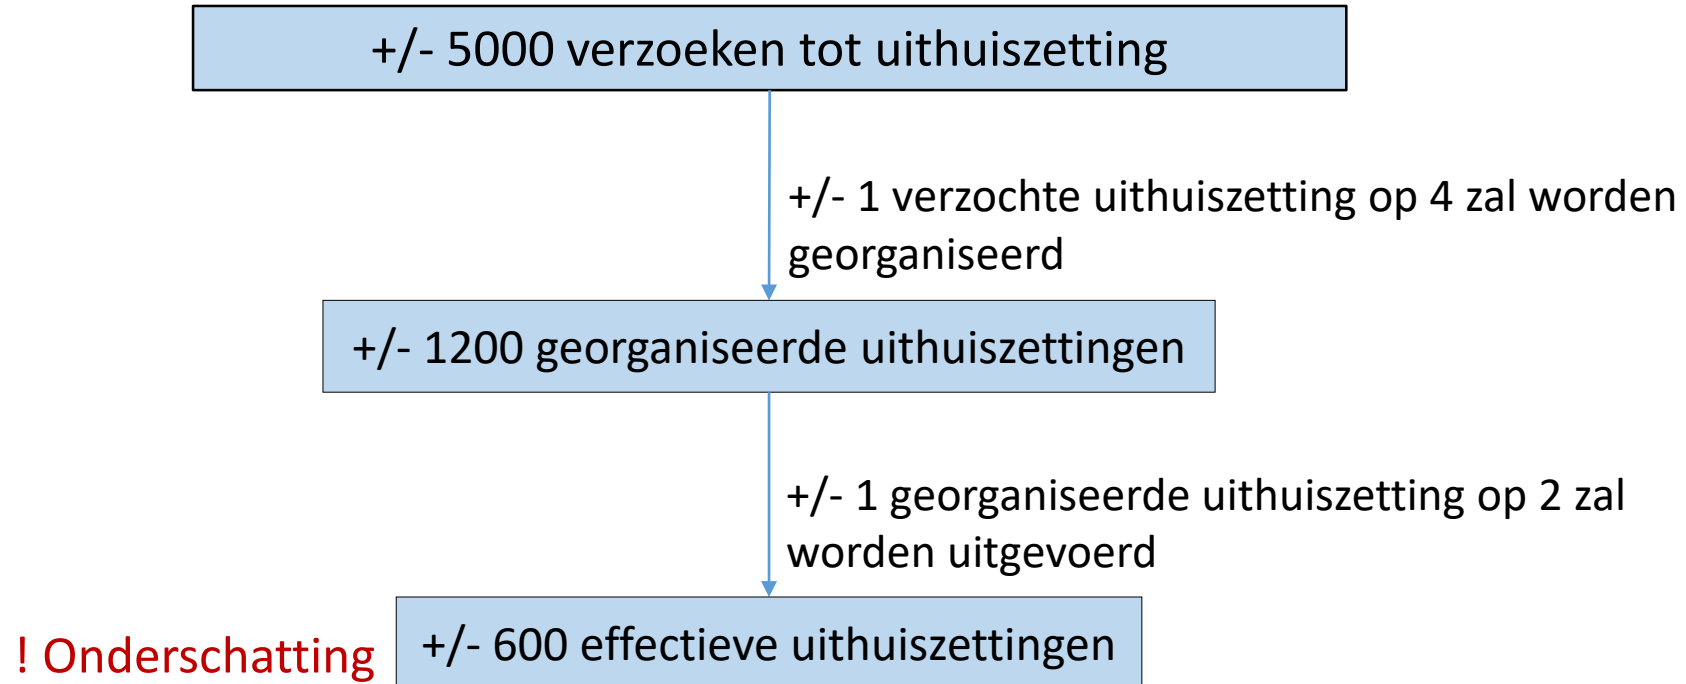 +/- 5000 verzoeken tot uithuiszetting
+/- 1 verzochte uithuiszetting op 4 zal worden
georganiseerd
+/- 1200 georganiseerde uithuiszettingen
+/- 1 georganiseerde uithuiszetting op 2 zal
worden uitgevoerd
! Onderschatting
+/- 600 effectieve uithuiszettingen